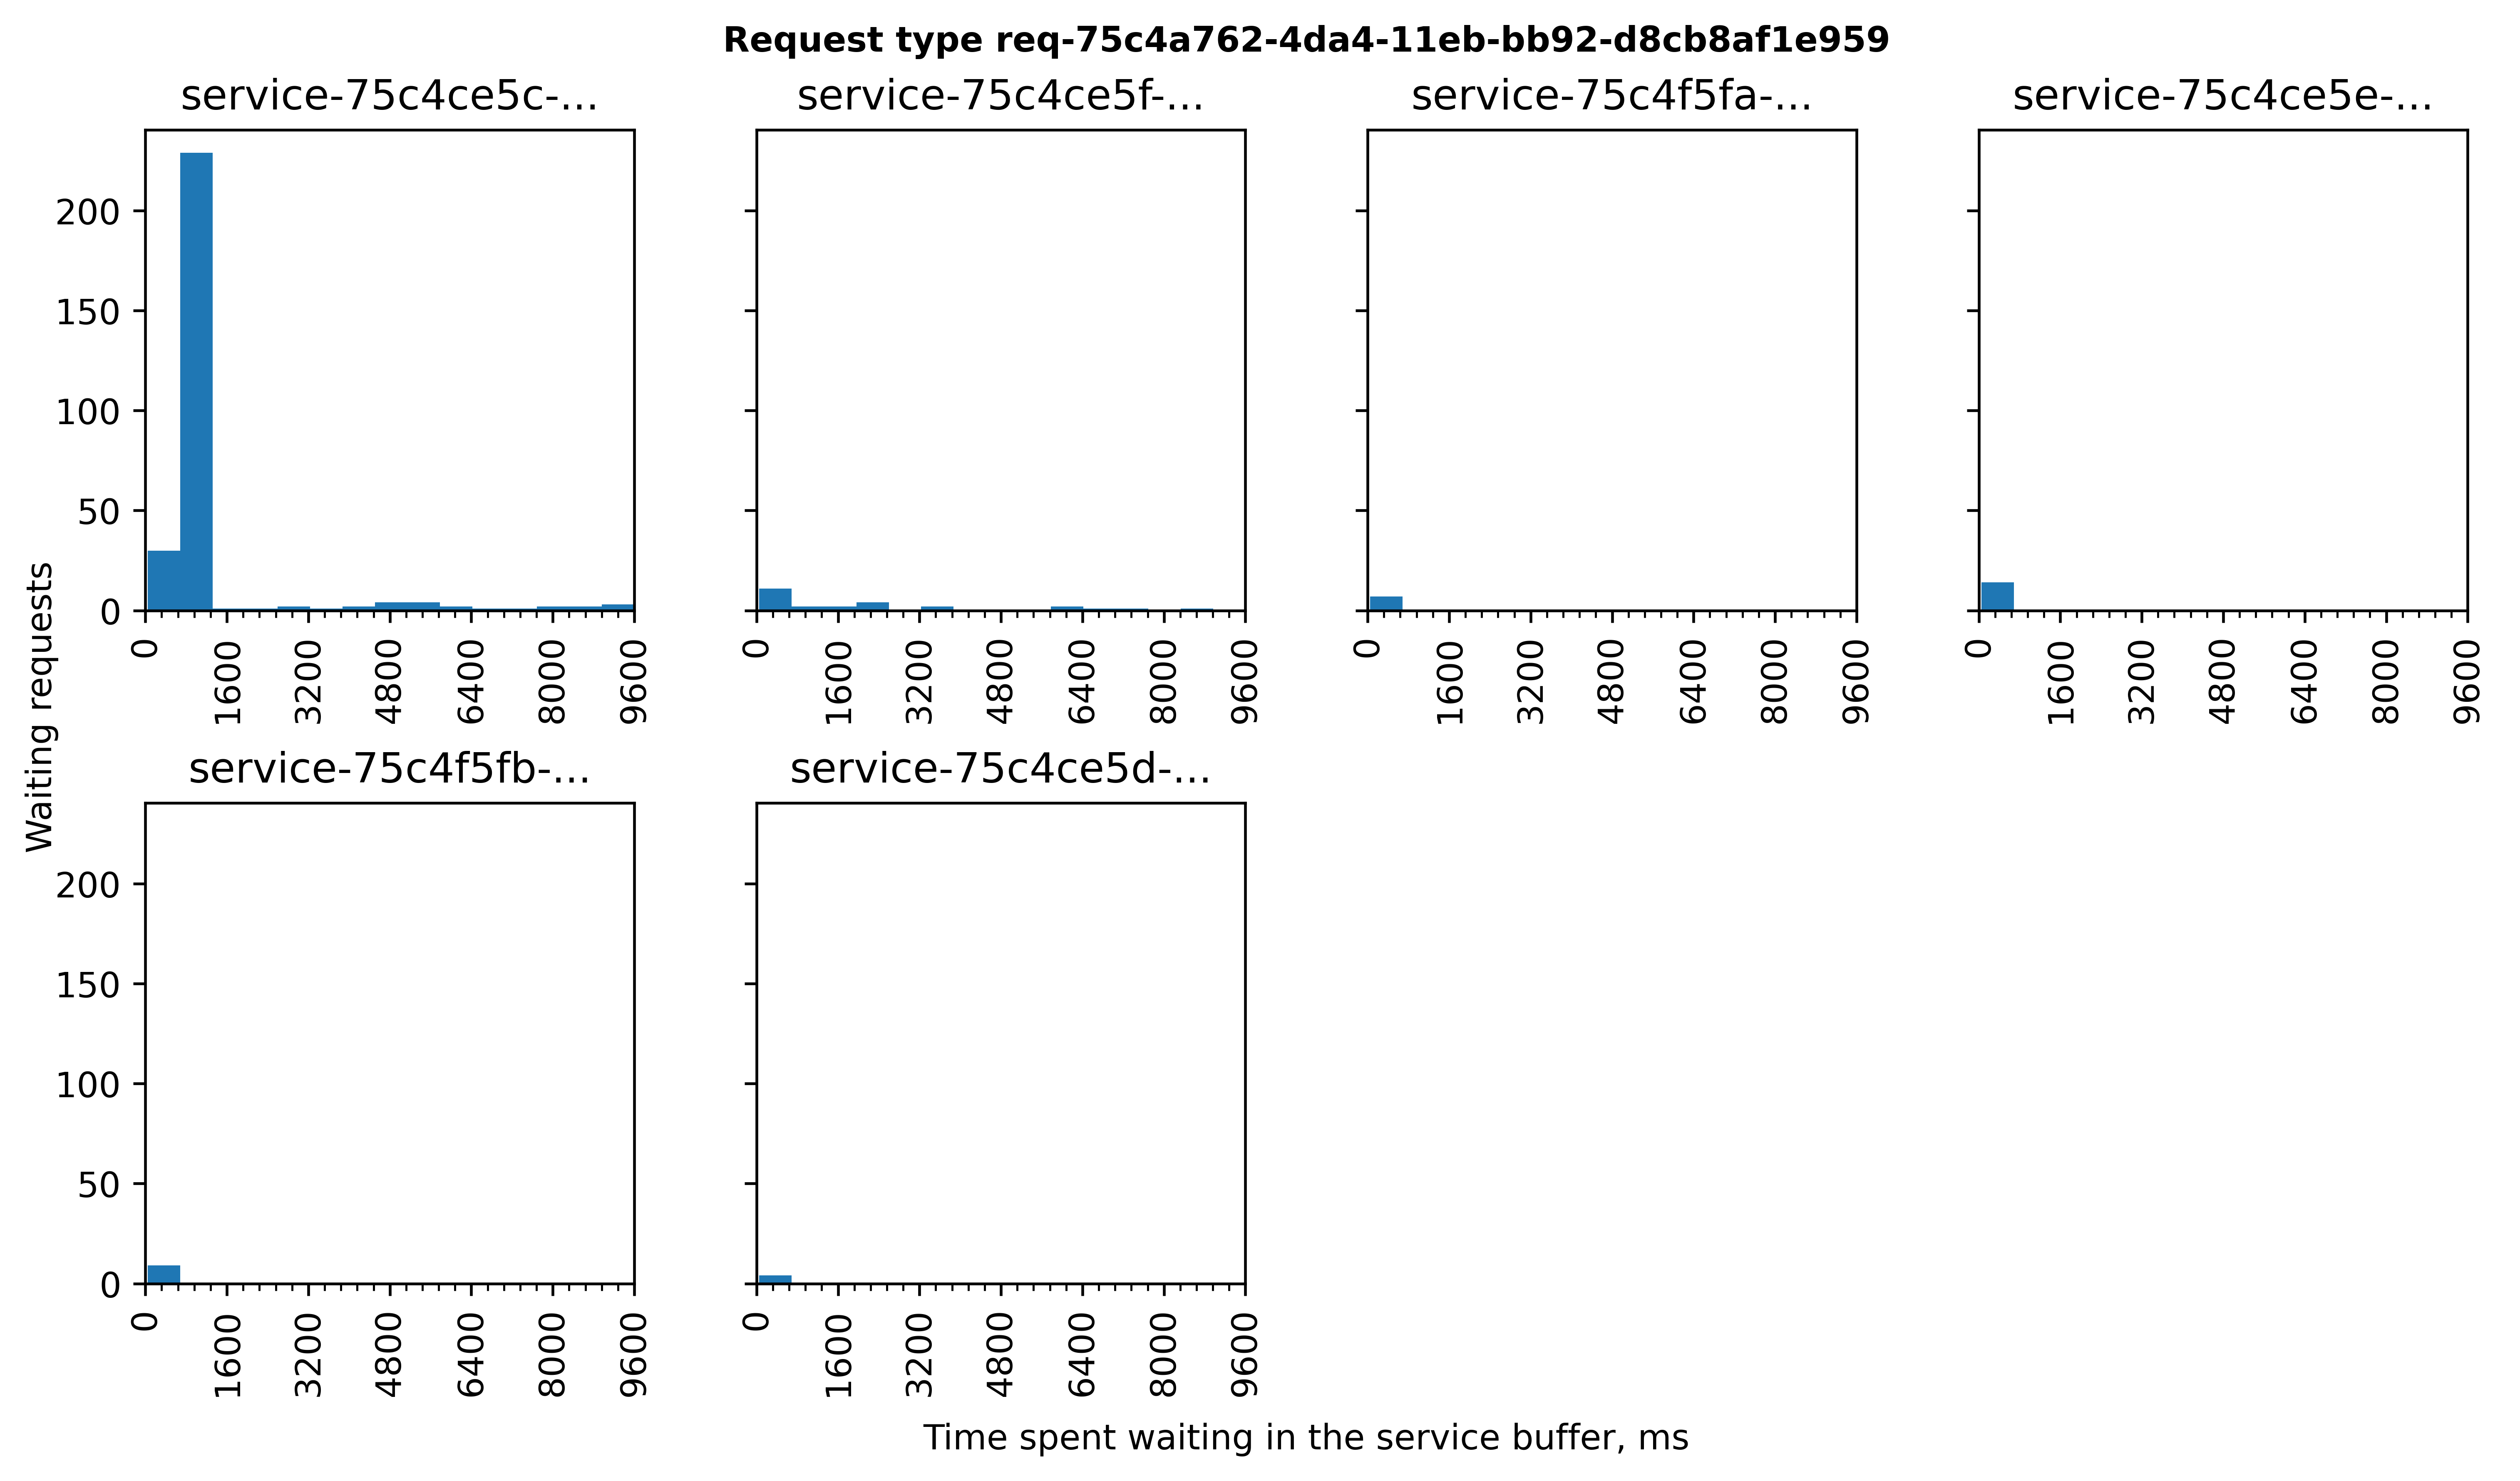 Request type req-75c4a762-4da4-11eb-bb92-d8cb8af1e959
service-75c4ce5c-...
service-75c4ce5f-...
service-75c4f5fa-...
service-75c4ce5e-...
200
150
100
50
0
0 1600 3200 4800 6400 8000 9600
0 1600 3200 4800 6400 8000 9600
0 1600 3200 4800 6400 8000 9600
0 1600 3200 4800 6400 8000 9600
Waiting requests
service-75c4f5fb-...
service-75c4ce5d-...
200
150
100
50
0
0 1600 3200 4800 6400 8000 9600
0 1600 3200 4800 6400 8000 9600
Time spent waiting in the service buffer, ms